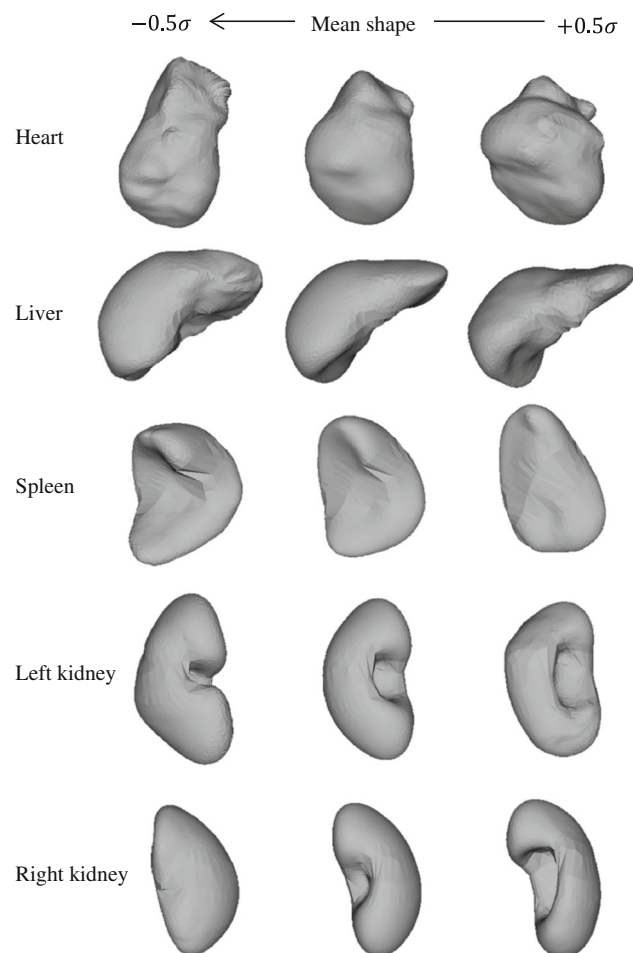 −0.5σ ← Mean shape → +0.5σ
Heart
Liver
Spleen
Left kidney
Right kidney